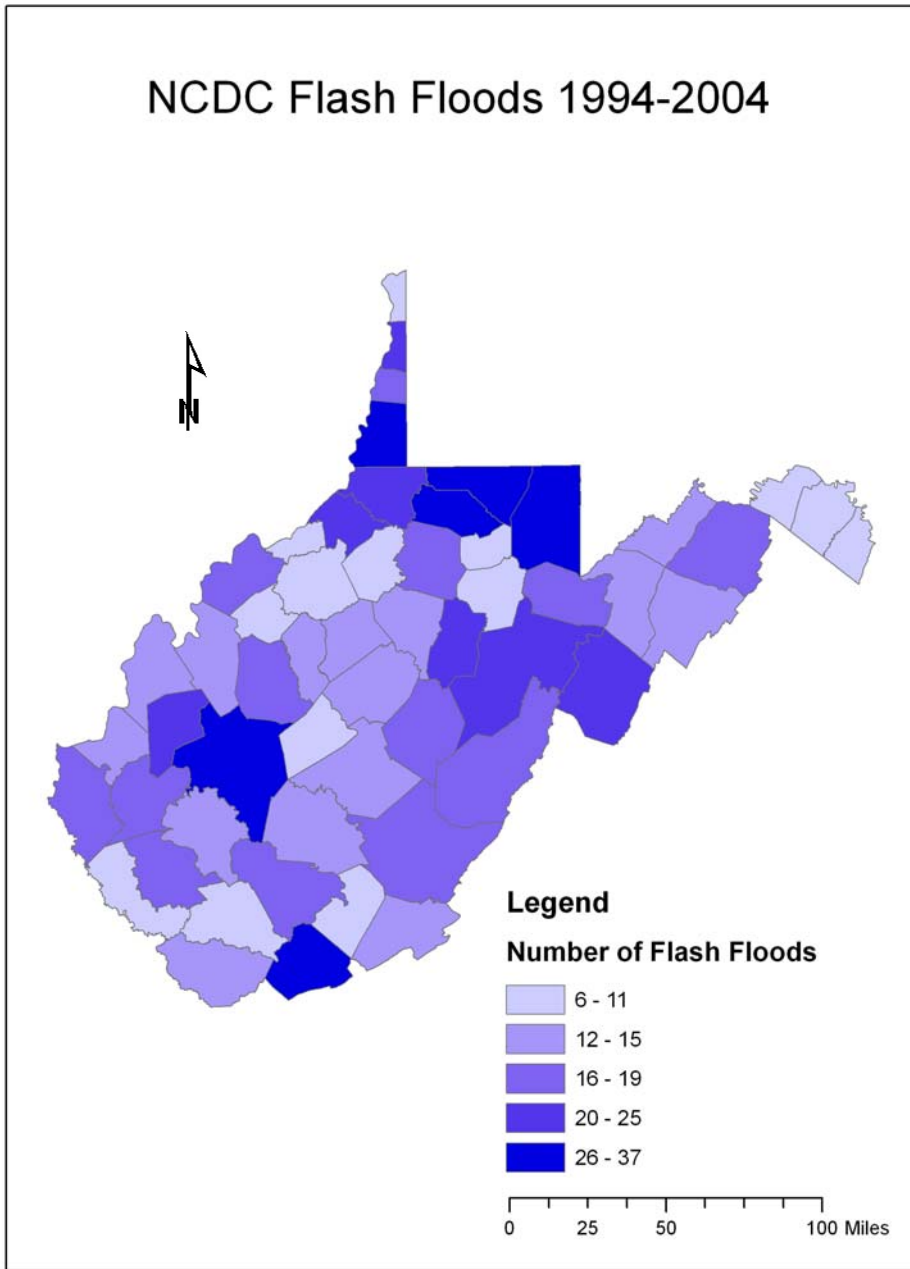 NCDC Flash Floods 1994-2004
N
Legend
Number of Flash Floods
6 - 11
12 - 15
16 - 19
20 - 25
26 - 37
0 25 50 100 Miles